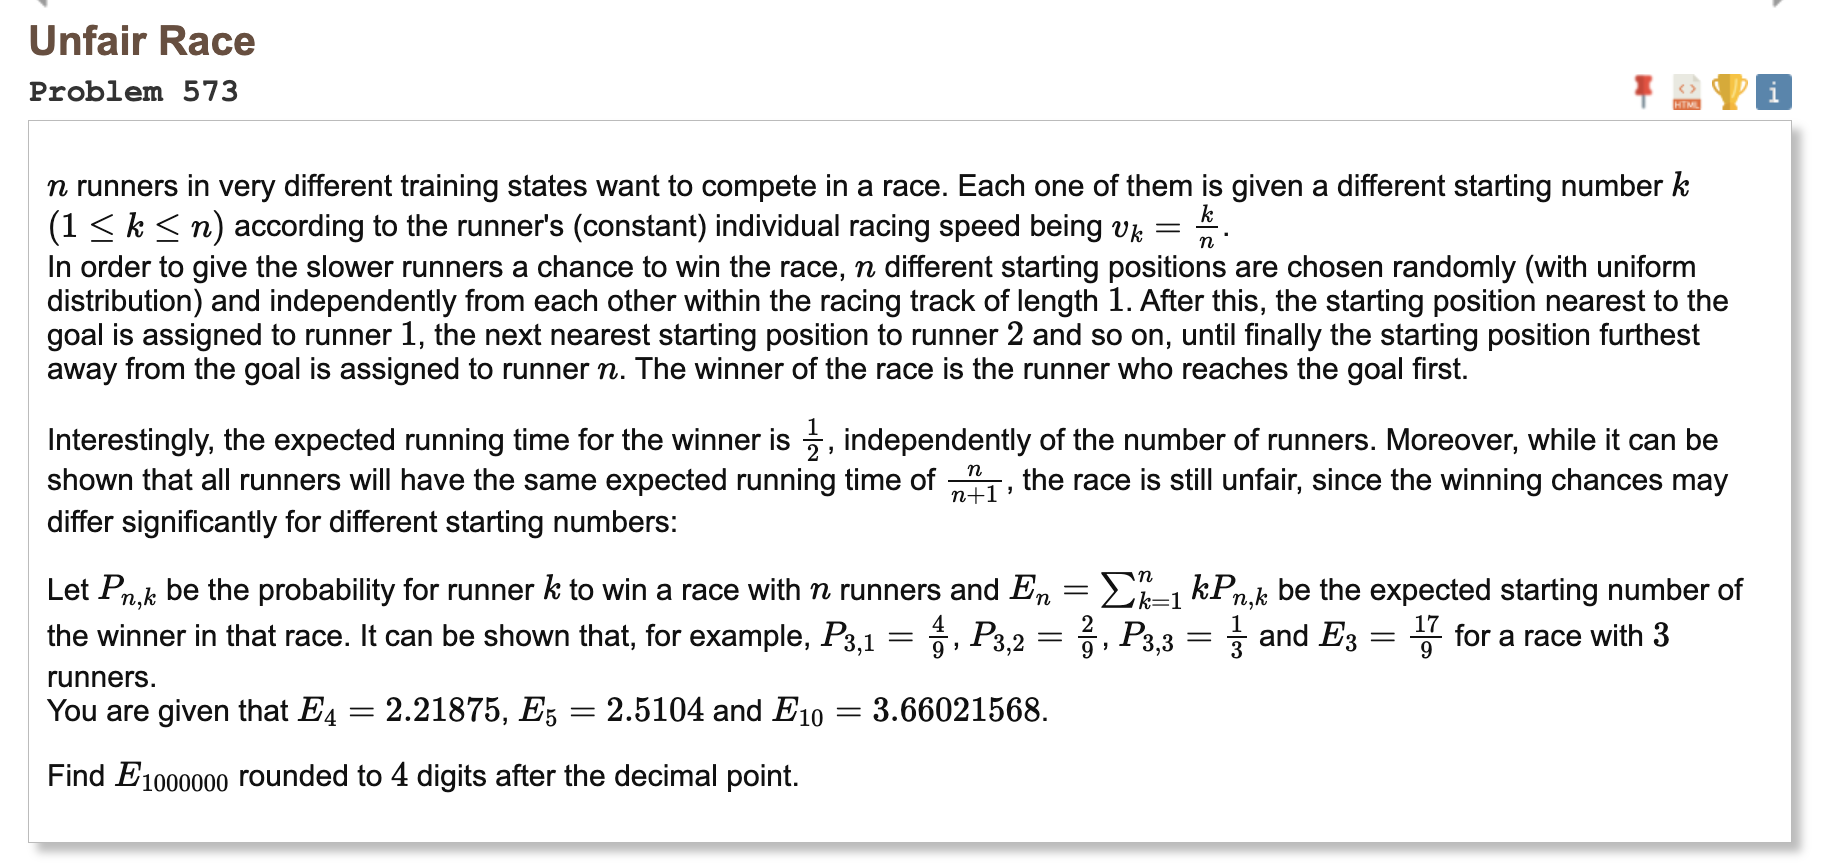 Unfair Race
Problem 573
HTML
i
n runners in very different training states want to compete in a race. Each one of them is given a different starting number k
(1 ≤ k ≤ n) according to the runner's (constant) individual racing speed being v_k = k/n.
In order to give the slower runners a chance to win the race, n different starting positions are chosen randomly (with uniform
distribution) and independently from each other within the racing track of length 1. After this, the starting position nearest to the
goal is assigned to runner 1, the next nearest starting position to runner 2 and so on, until finally the starting position furthest
away from the goal is assigned to runner n. The winner of the race is the runner who reaches the goal first.
Interestingly, the expected running time for the winner is 1/2, independently of the number of runners. Moreover, while it can be
shown that all runners will have the same expected running time of n/(n+1), the race is still unfair, since the winning chances may
differ significantly for different starting numbers:
Let P_{n,k} be the probability for runner k to win a race with n runners and E_n = ∑_{k=1}^n kP_{n,k} be the expected starting number of
the winner in that race. It can be shown that, for example, P_{3,1} = 4/9, P_{3,2} = 2/9, P_{3,3} = 1/3 and E_3 = 17/9 for a race with 3
runners.
You are given that E_4 = 2.21875, E_5 = 2.5104 and E_{10} = 3.66021568.
Find E_{1000000} rounded to 4 digits after the decimal point.